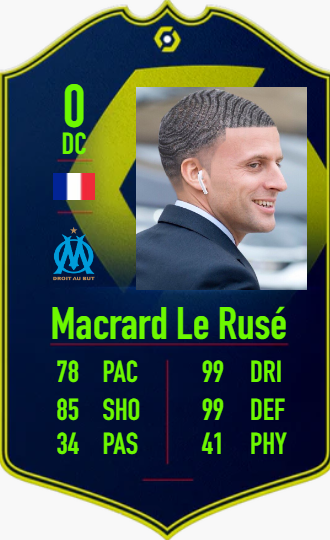 0
DC
DROIT AU BUT
Macrard Le Rusé
78 PAC 99 DRI
85 SHO 99 DEF
34 PAS 41 PHY